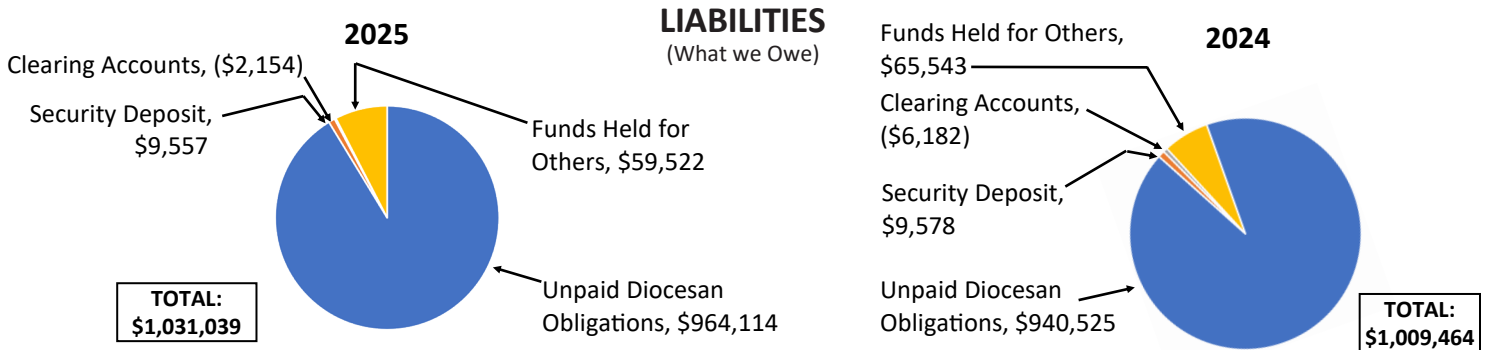 LIABILITIES
(What we Owe)
2025
Clearing Accounts, ($2,154)
Security Deposit,
$9,557
Funds Held for
Others, $59,522
Unpaid Diocesan
Obligations, $964,114
TOTAL:
$1,031,039
2024
Funds Held for Others,
$65,543
Clearing Accounts,
($6,182)
Security Deposit,
$9,578
Unpaid Diocesan
Obligations, $940,525
TOTAL:
$1,009,464